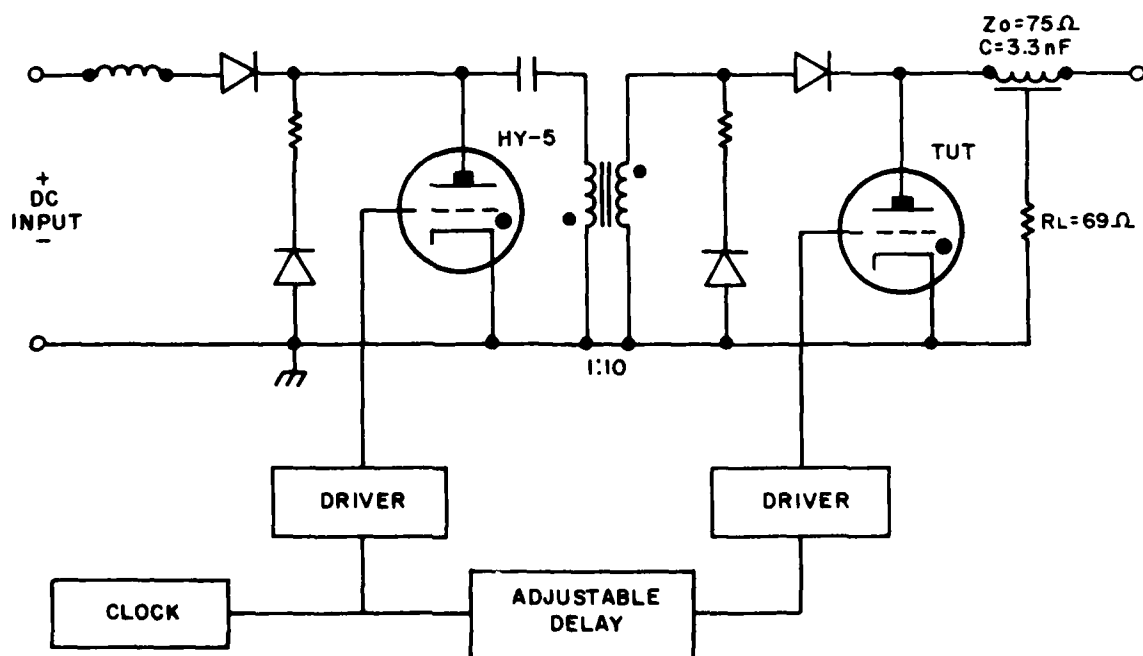 Zo=75Ω
C=3.3nF
HY-5
TUT
+
DC
INPUT
-
RL=69Ω
1:10
DRIVER
DRIVER
CLOCK
ADJUSTABLE
DELAY